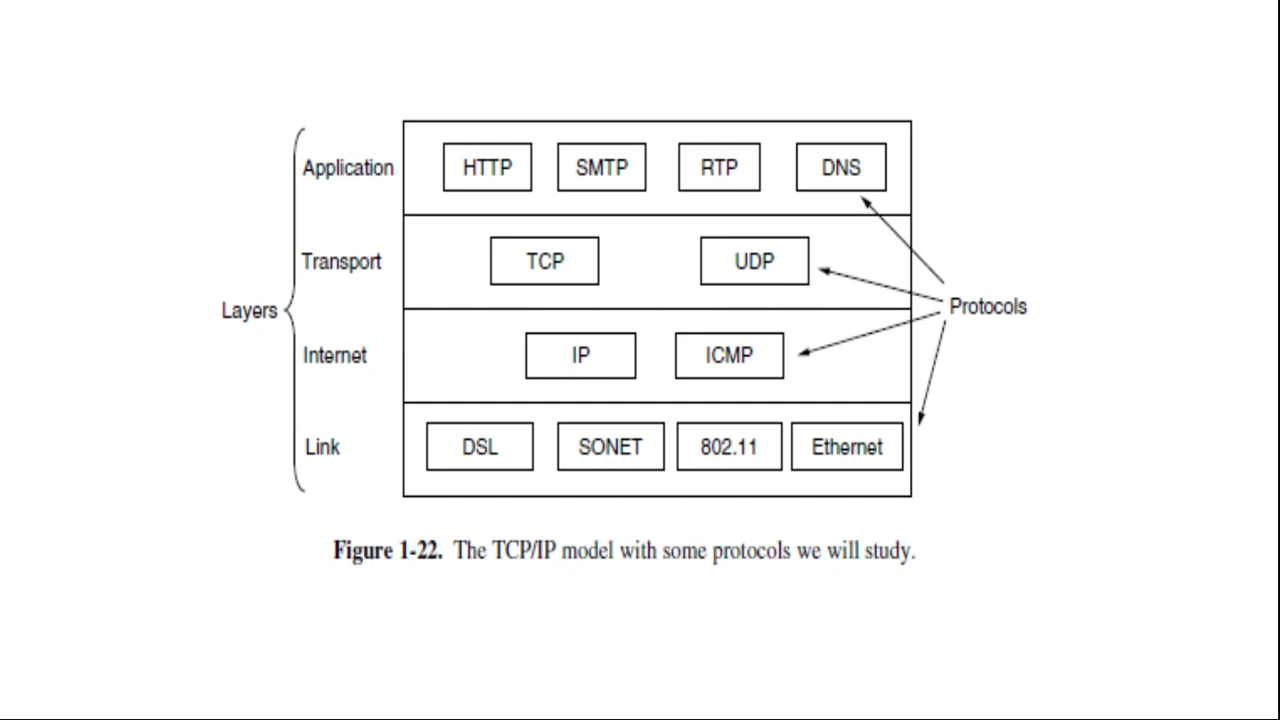 Application HTTP SMTP RTP DNS
Transport TCP UDP
Layers Protocols
Internet IP ICMP
Link DSL SONET 802.11 Ethernet
Figure 1-22. The TCP/IP model with some protocols we will study.